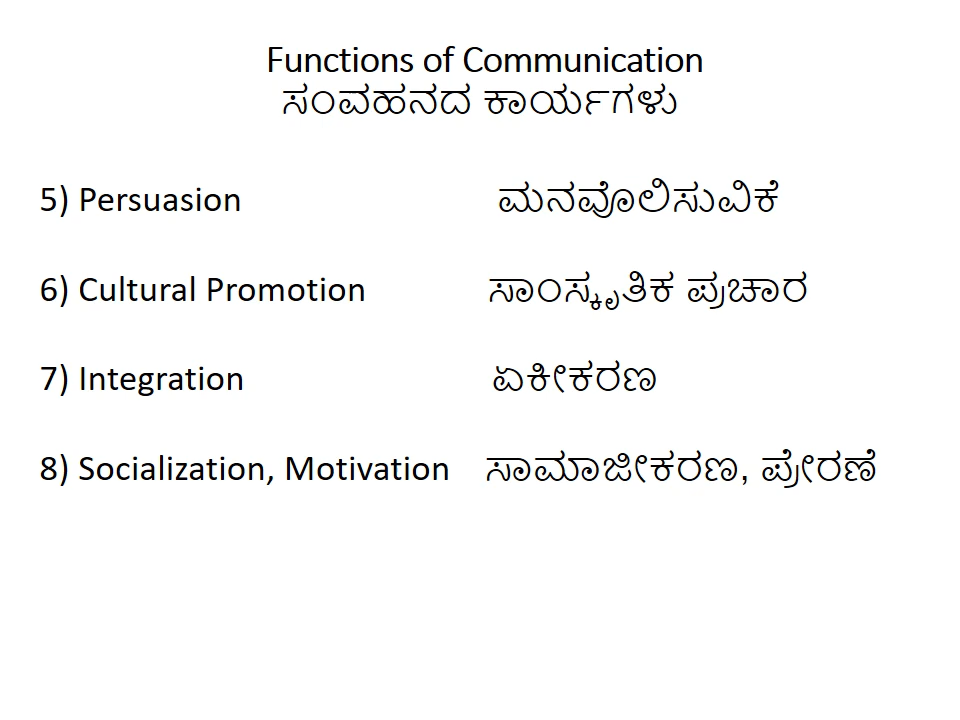 Functions of Communication
ಸಂವಹನದ ಕಾರ್ಯಗಳು
5) Persuasion ಮನವೊಲಿಸುವಿಕೆ
6) Cultural Promotion ಸಾಂಸ್ಕೃತಿಕ ಪ್ರಚಾರ
7) Integration ಏಕೀಕರಣ
8) Socialization, Motivation ಸಾಮಾಜೀಕರಣ, ಪ್ರೇರಣೆ